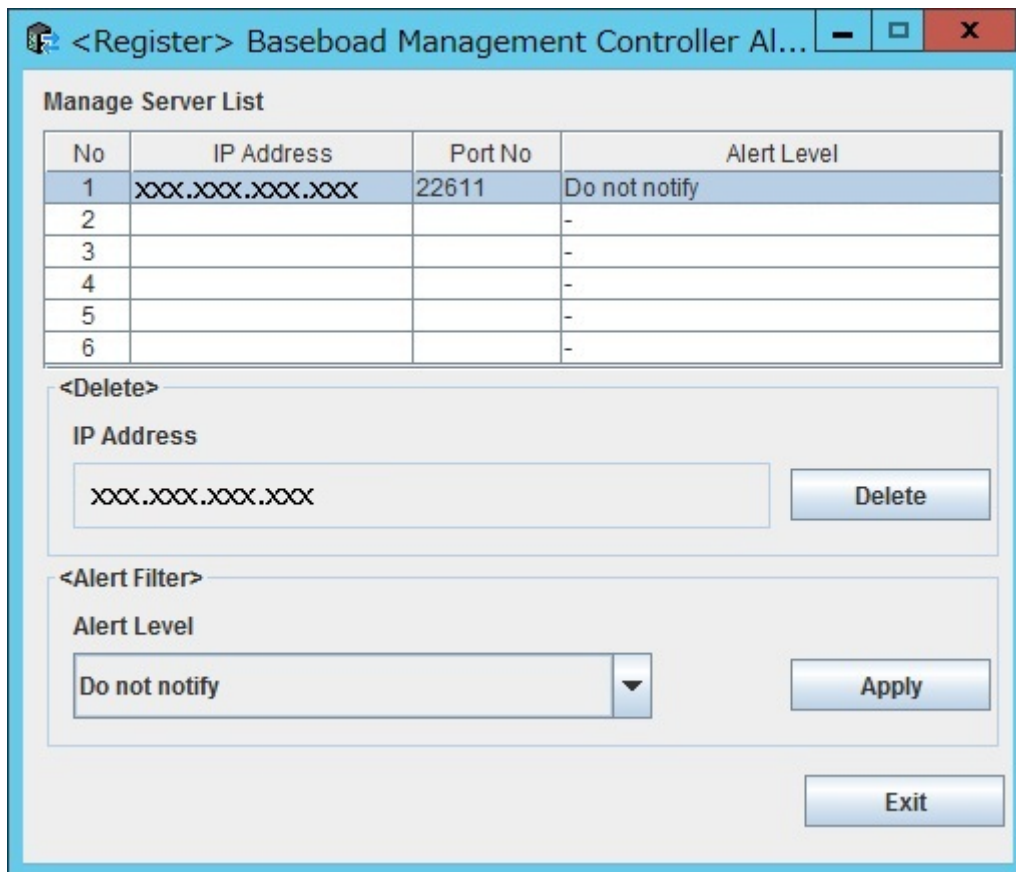 <Register> Baseboad Management Controller Al...
Manage Server List
No IP Address Port No Alert Level
1 xxx.xxx.xxx.xxx 22611 Do not notify
2 -
3 -
4 -
5 -
6 -
<Delete>
IP Address
xxx.xxx.xxx.xxx Delete
<Alert Filter>
Alert Level
Do not notify Apply
Exit